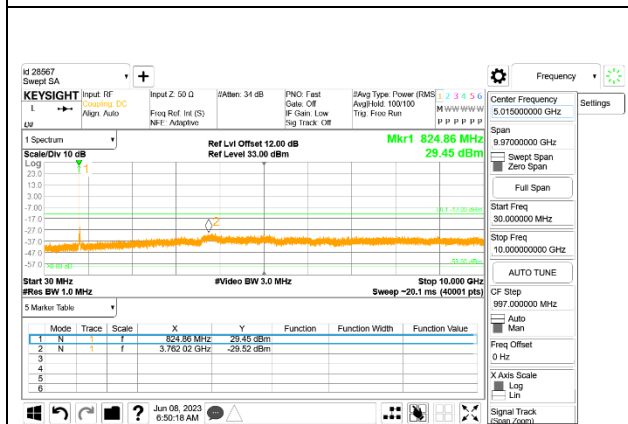 Id 28567
Swept SA
+
Frequency
KEYSIGHT
Input: RF
Coupling: DC
Align: Auto
Input Z: 50 Ω
Freq Ref: Int (S)
NFE: Adaptive
#Atten: 34 dB
PNO: Fast
Gate: Off
IF Gain: Low
Sig Track: Off
#Avg Type: Power (RMS
Avg|Hold: 100/100
Trig: Free Run
1 2 3 4 5 6
M W W W W W
P P P P P P
Center Frequency
5.015000000 GHz
Settings
Span
9.97000000 GHz
Swept Span
Zero Span
Full Span
Start Freq
30.000000 MHz
Stop Freq
10.000000000 GHz
AUTO TUNE
CF Step
997.000000 MHz
Auto
Man
Freq Offset
0 Hz
X Axis Scale
Log
Lin
Signal Track
(Span Zoom)
1 Spectrum
Scale/Div 10 dB
Log
Ref Lvl Offset 12.00 dB
Ref Level 33.00 dBm
Mkr1 824.86 MHz
29.45 dBm
1
23.0
13.0
3.00
-7.00
-17.0
2
-27.0
-37.0
-47.0
-57.0
Start 30 MHz
#Res BW 1.0 MHz
#Video BW 3.0 MHz
Stop 10.000 GHz
Sweep ~20.1 ms (40001 pts)
5 Marker Table
Mode Trace Scale X Y Function Function Width Function Value
1 N 1 f 824.86 MHz 29.45 dBm
2 N 1 f 3.762 02 GHz -29.52 dBm
3
4
5
6
?
Jun 08, 2023
6:50:18 AM